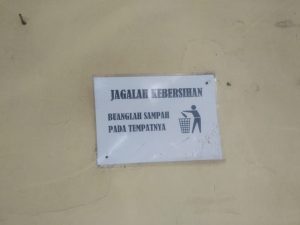 JAGALAH KEBERSIHAN
BUANGLAH SAMPAH
PADA TEMPATNYA